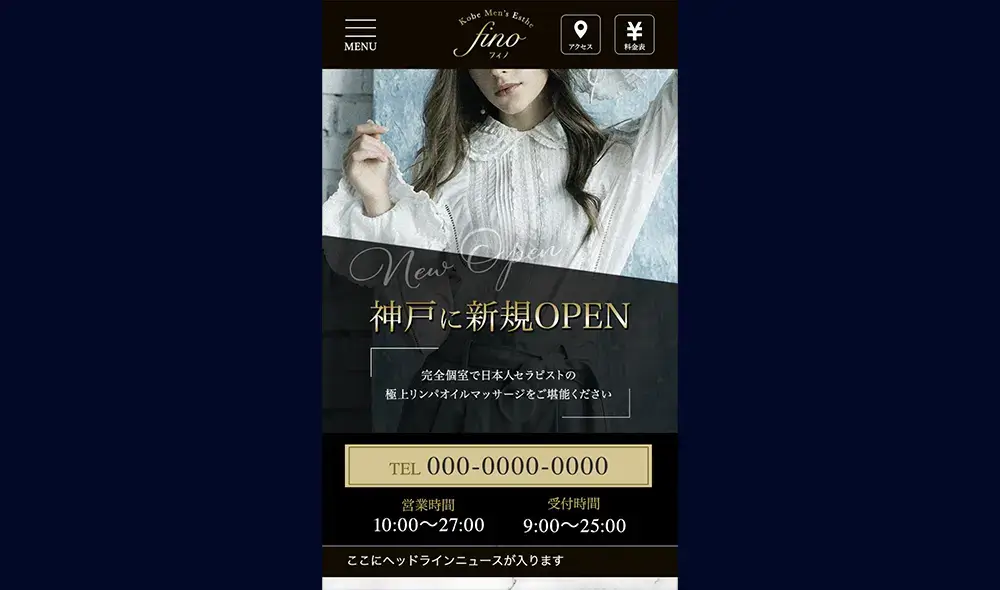 MENU
Kobe Men's Esthe
fino
フィノ
アクセス
料金表
New Open
神戸に新規OPEN
完全個室で日本人セラピストの
極上リンパオイルマッサージをご堪能ください
TEL 000-0000-0000
営業時間
10:00〜27:00
受付時間
9:00〜25:00
ここにヘッドラインニュースが入ります